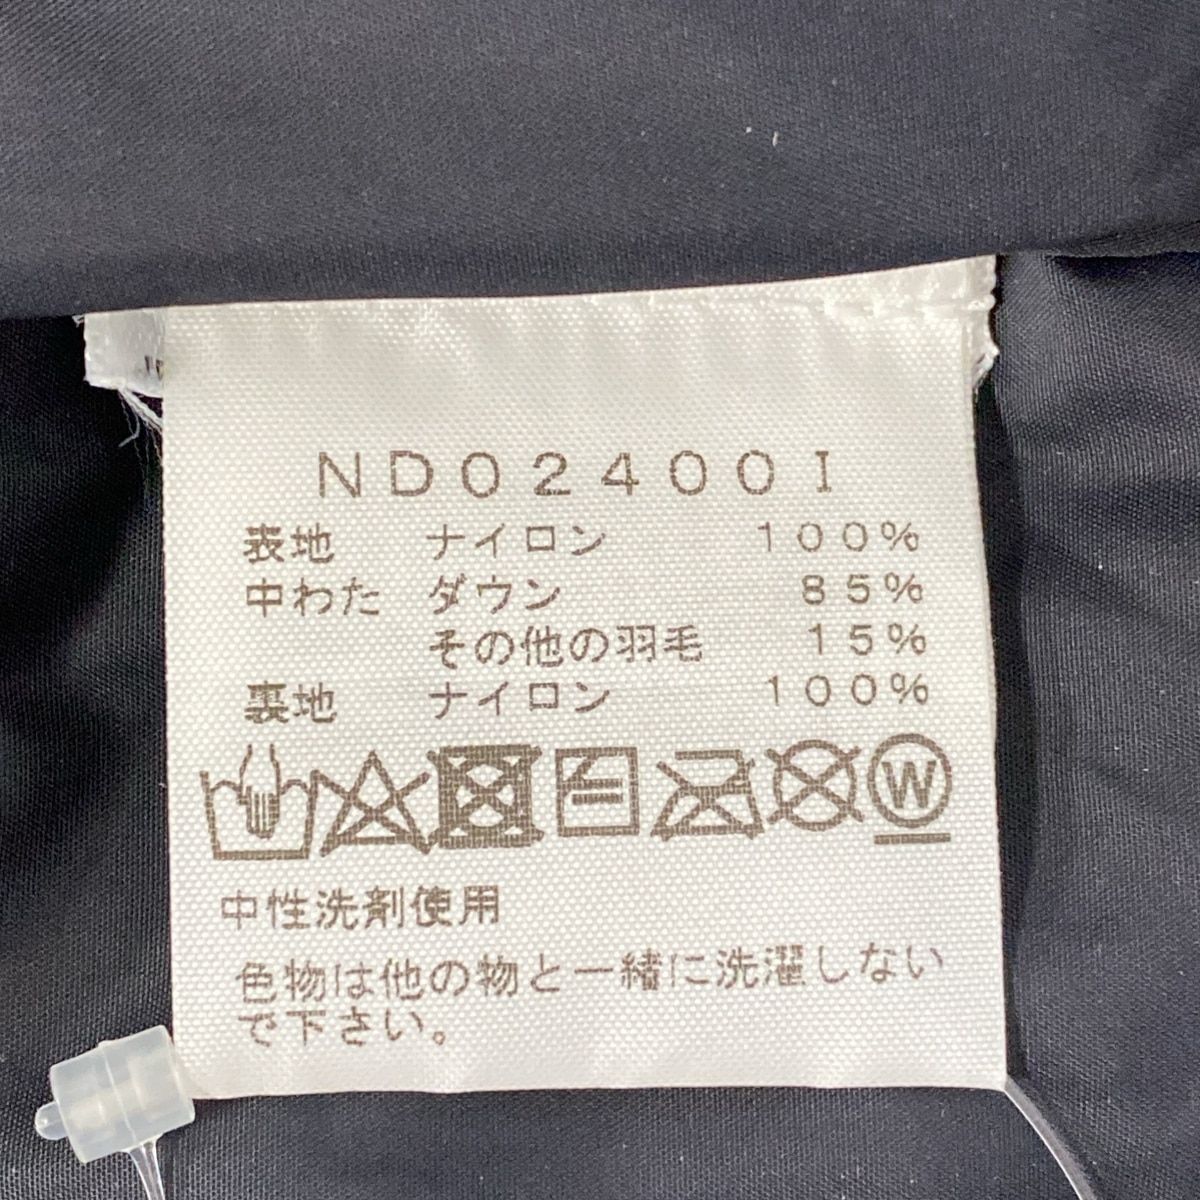 ND02400I
表地 ナイロン 100%
中わた ダウン 85%
その他の羽毛 15%
裏地 ナイロン 100%
W
中性洗剤使用
色物は他の物と一緒に洗濯しない
で下さい。